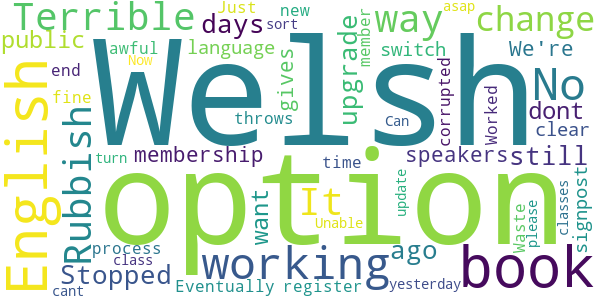 Terrible
days
Just
sort
new
way
asap
change
public
awful
language
gives
upgrade
member
switch
We're
No
end
fine
Welsh
English
Rubbish
throws
Can
corrupted
Worked
dont
clear
Now
turn
membership
time
speakers
still
option
want
It
Unable
update
Waste
please
classes
signpost
process
class
Stopped
working
ago
book
cant
Eventually
register
yesterday